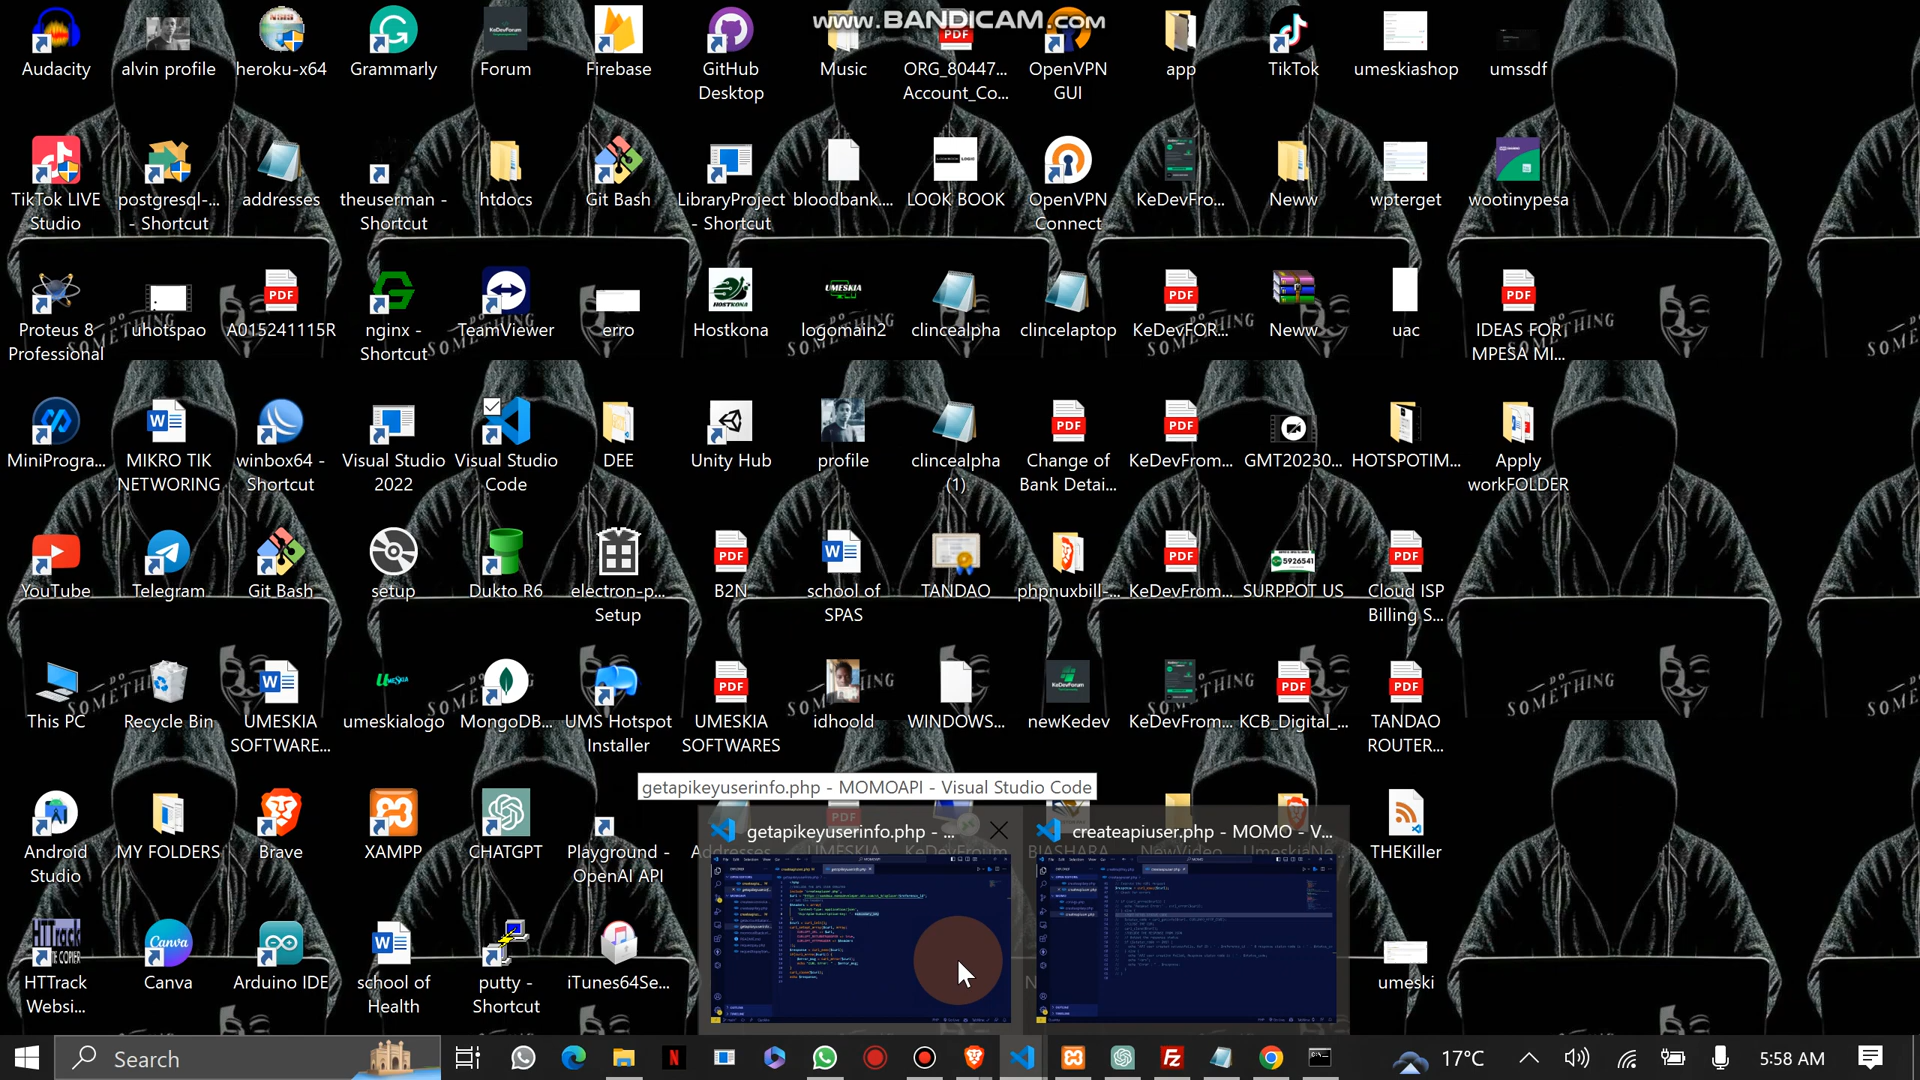 www.BANDICAM.com
Audacity
alvin profile
heroku-x64
Grammarly
Forum
Firebase
GitHub
Desktop
Music
ORG_80447...
Account_Co...
OpenVPN
GUI
app
TikTok
umeskiashop
umssdf
TikTok LIVE
Studio
postgresql-...
- Shortcut
addresses
theuserman -
Shortcut
htdocs
Git Bash
LibraryProject
- Shortcut
bloodbank....
LOOK BOOK
OpenVPN
Connect
KeDevFro...
Neww
wpterget
wootinypesa
Proteus 8
Professional
uhotspao
A015241115R
nginx -
Shortcut
TeamViewer
erro
Hostkona
logomain2
clincealpha
clincelaptop
KeDevFOR...
Neww
uac
IDEAS FOR
MPESA MI...
MiniProgra...
MIKRO TIK
NETWORING
winbox64 -
Shortcut
Visual Studio
2022
Visual Studio
Code
DEE
Unity Hub
profile
clincealpha
(1)
Change of
Bank Detai...
KeDevFrom...
GMT20230...
HOTSPOTIM...
Apply
workFOLDER
YouTube
Telegram
Git Bash
setup
Dukto R6
electron-p...
Setup
B2N
school of
SPAS
TANDAO
phpnuxbill-...
KeDevFrom...
SURPPOT US
Cloud ISP
Billing S...
This PC
Recycle Bin
UMESKIA
SOFTWARE...
umeskialogo
MongoDB...
UMS Hotspot
Installer
UMESKIA
SOFTWARES
idhoold
WINDOWS...
newKedev
KeDevFrom...
KCB_Digital_...
TANDAO
ROUTER...
getapikeyuserinfo.php - MOMOAPI - Visual Studio Code
getapikeyuserinfo.php - ...
createapiuser.php - MOMO - V...
Android
Studio
MY FOLDERS
Brave
XAMPP
CHATGPT
Playground -
OpenAI API
THEKiller
HTTrack
Websi...
Canva
Arduino IDE
school of
Health
putty -
Shortcut
iTunes64Se...
umeski
Search
17°C
5:58 AM